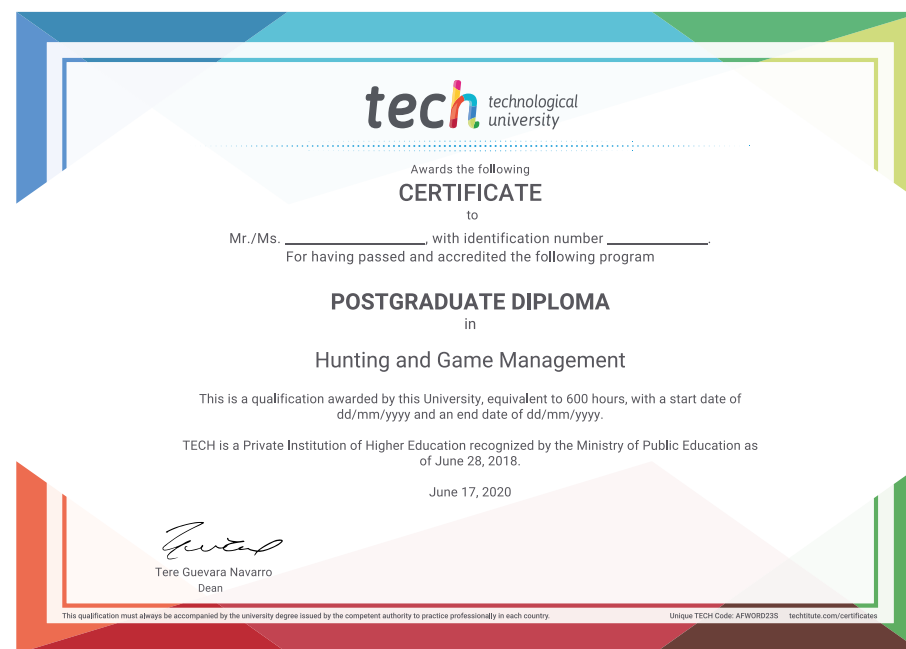 tech technological
university
Awards the following
CERTIFICATE
to
Mr./Ms. ____________________, with identification number ______________.
For having passed and accredited the following program
POSTGRADUATE DIPLOMA
in
Hunting and Game Management
This is a qualification awarded by this University, equivalent to 600 hours, with a start date of
dd/mm/yyyy and an end date of dd/mm/yyyy.
TECH is a Private Institution of Higher Education recognized by the Ministry of Public Education as
of June 28, 2018.
June 17, 2020
Tere Guevara Navarro
Dean
This qualification must always be accompanied by the university degree issued by the competent authority to practice professionally in each country.
Unique TECH Code: AFWORD23S techtitute.com/certificates